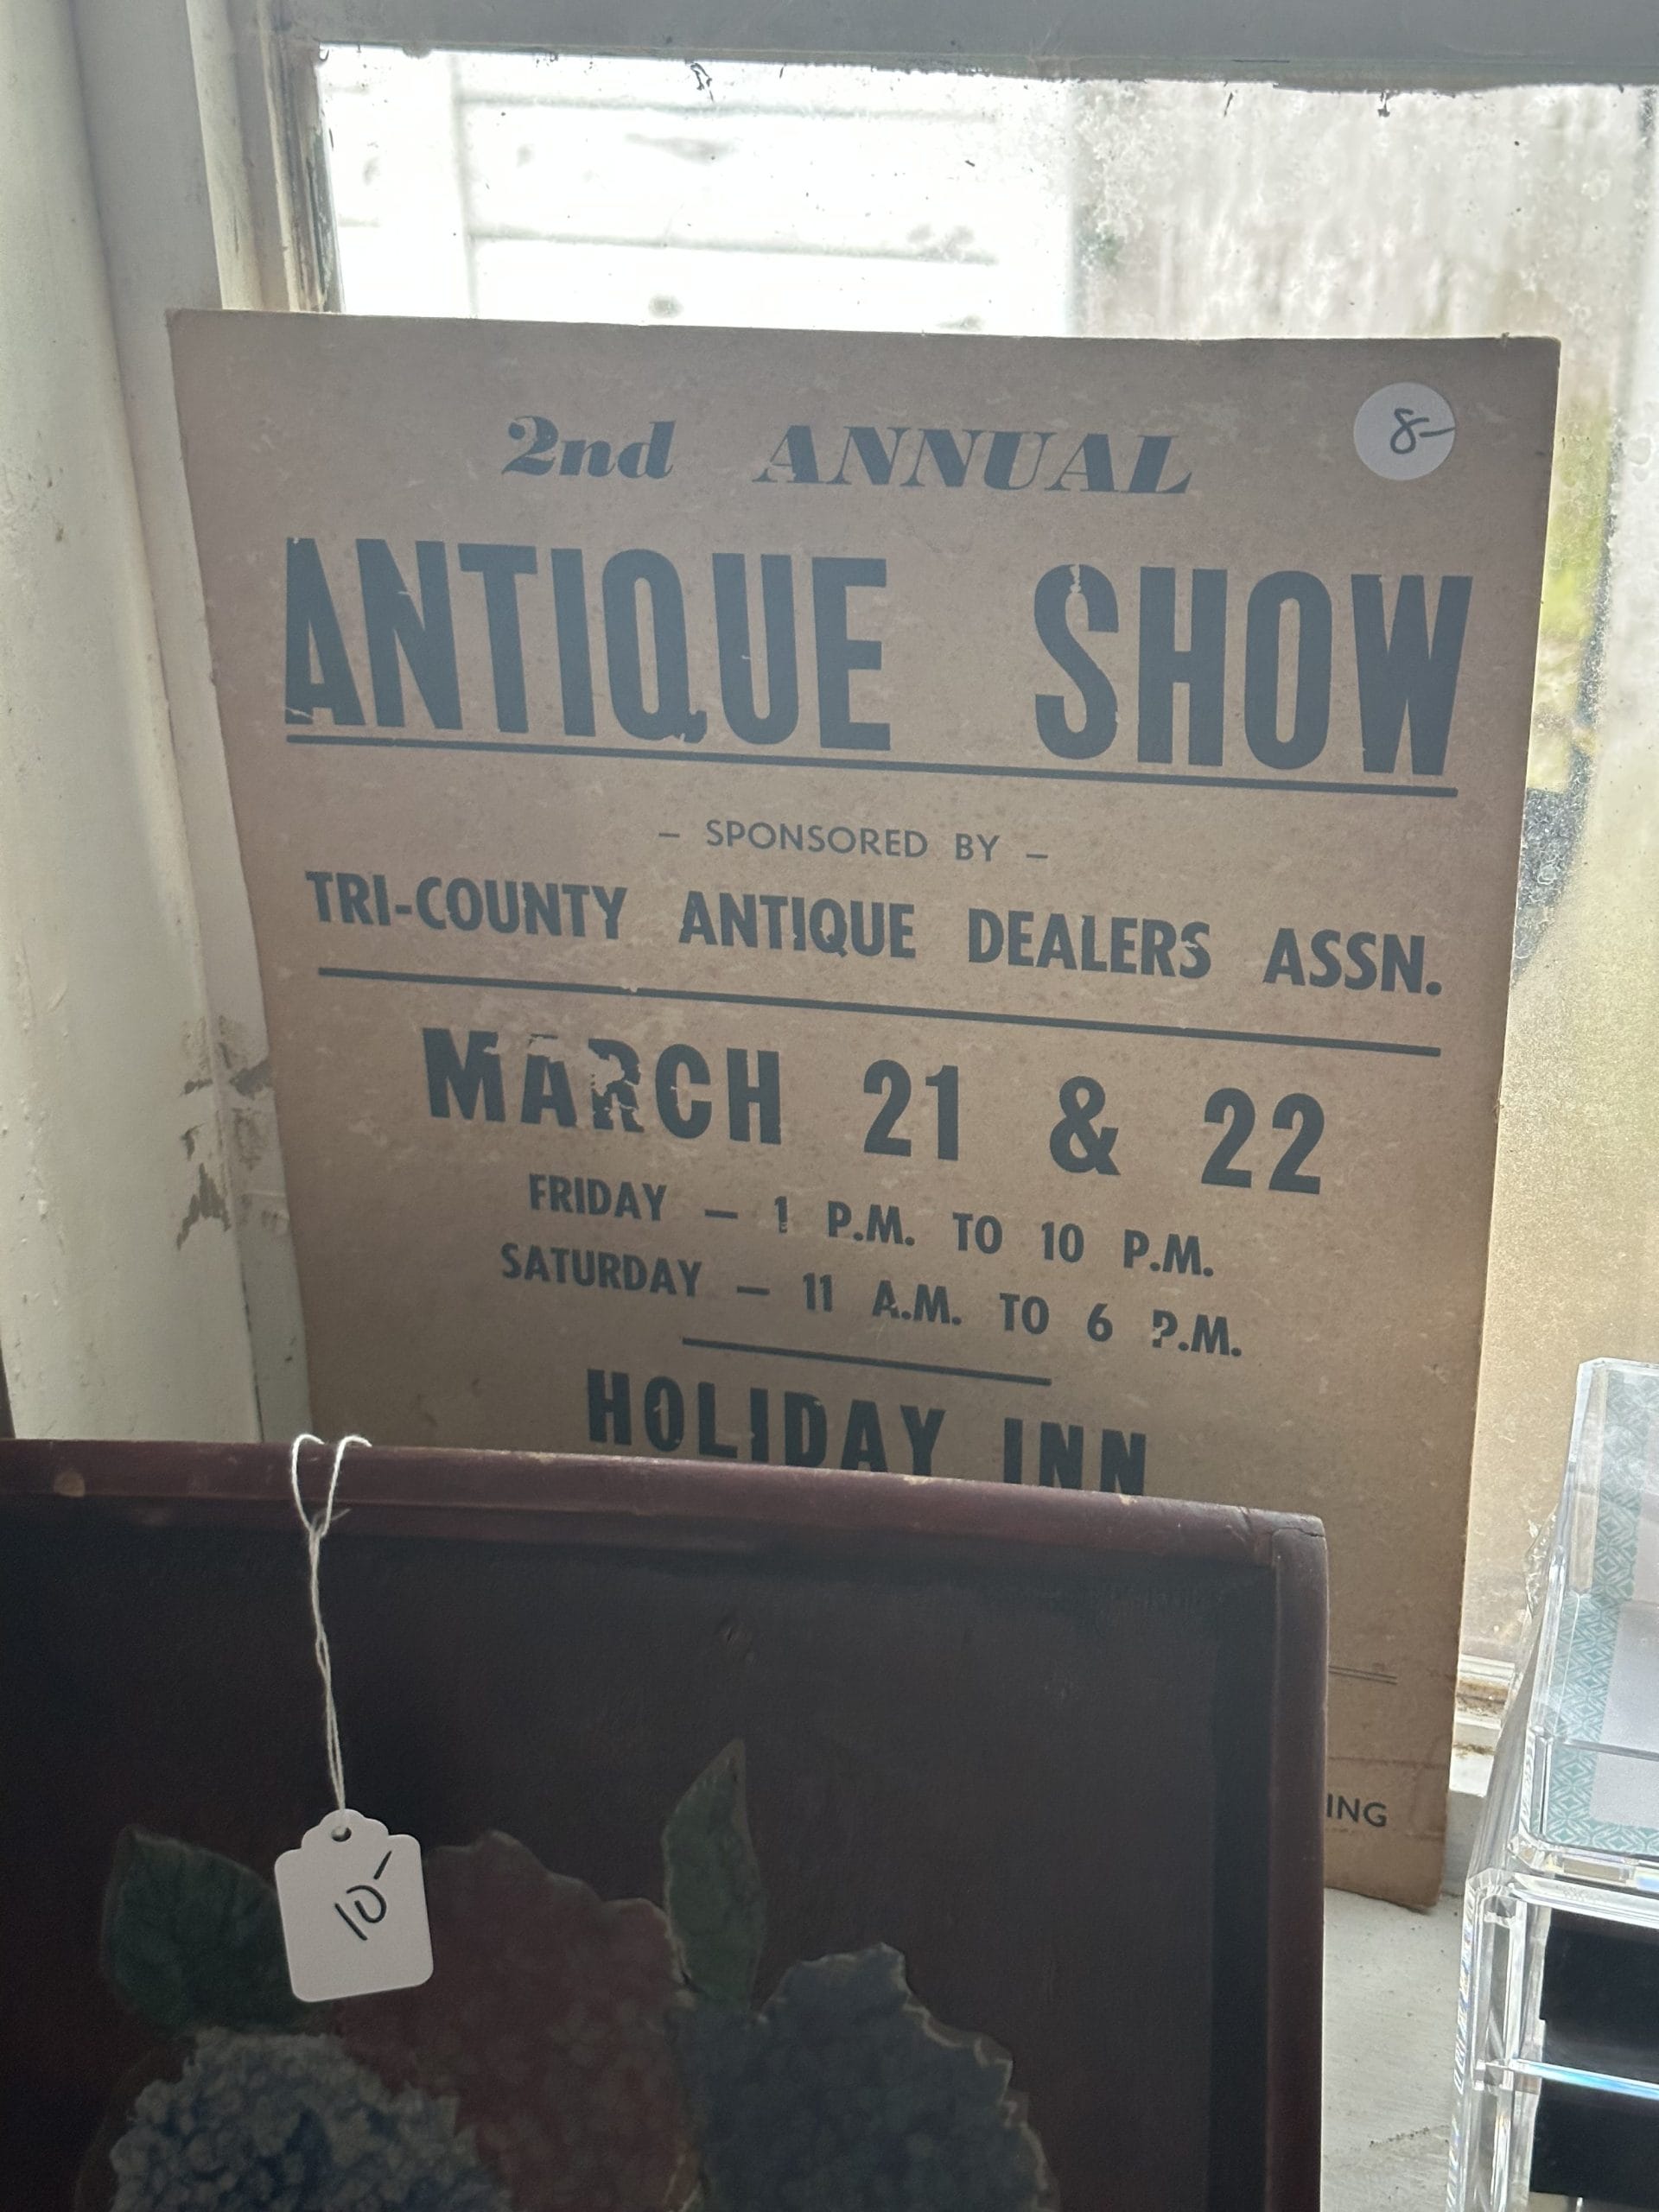 2nd ANNUAL
8-
ANTIQUE SHOW
- SPONSORED BY -
TRI-COUNTY ANTIQUE DEALERS ASSN.
MARCH 21 & 22
FRIDAY — 1 P.M. TO 10 P.M.
SATURDAY — 11 A.M. TO 6 P.M.
HOLIDAY INN
ING
10-